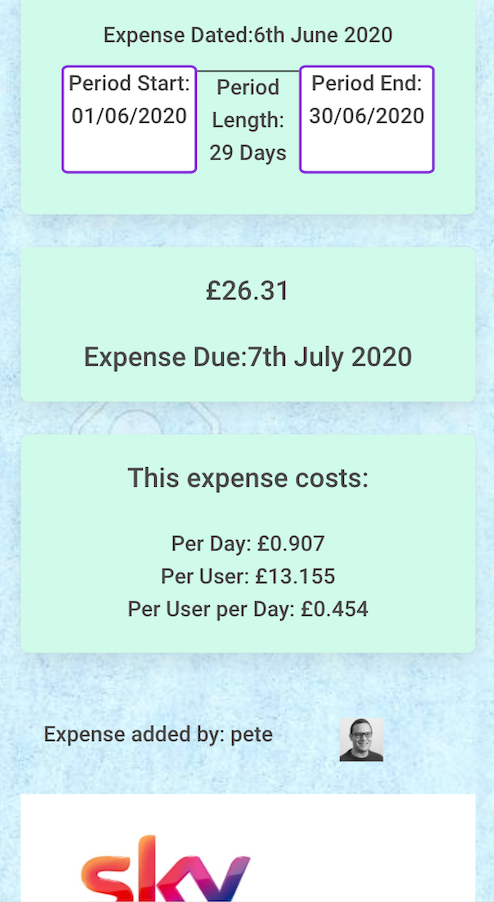 Expense Dated:6th June 2020
Period Start:
01/06/2020
Period
Length:
29 Days
Period End:
30/06/2020
£26.31
Expense Due:7th July 2020
This expense costs:
Per Day: £0.907
Per User: £13.155
Per User per Day: £0.454
Expense added by: pete
sky